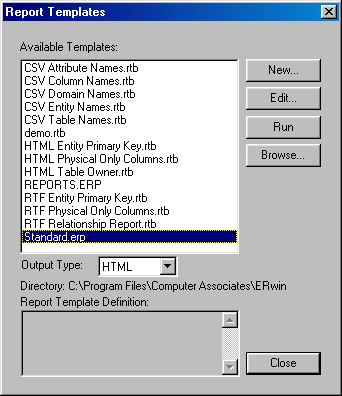 Report Templates
Available Templates:
CSV Attribute Names.rtb
CSV Column Names.rtb
CSV Domain Names.rtb
CSV Entity Names.rtb
CSV Table Names.rtb
demo.rtb
HTML Entity Primary Key.rtb
HTML Physical Only Columns.rtb
HTML Table Owner.rtb
REPORTS.ERP
RTF Entity Primary Key.rtb
RTF Physical Only Columns.rtb
RTF Relationship Report.rtb
Standard.erp
New...
Edit...
Run
Browse...
Output Type: HTML
Directory: C:\Program Files\Computer Associates\ERwin
Report Template Definition:
Close